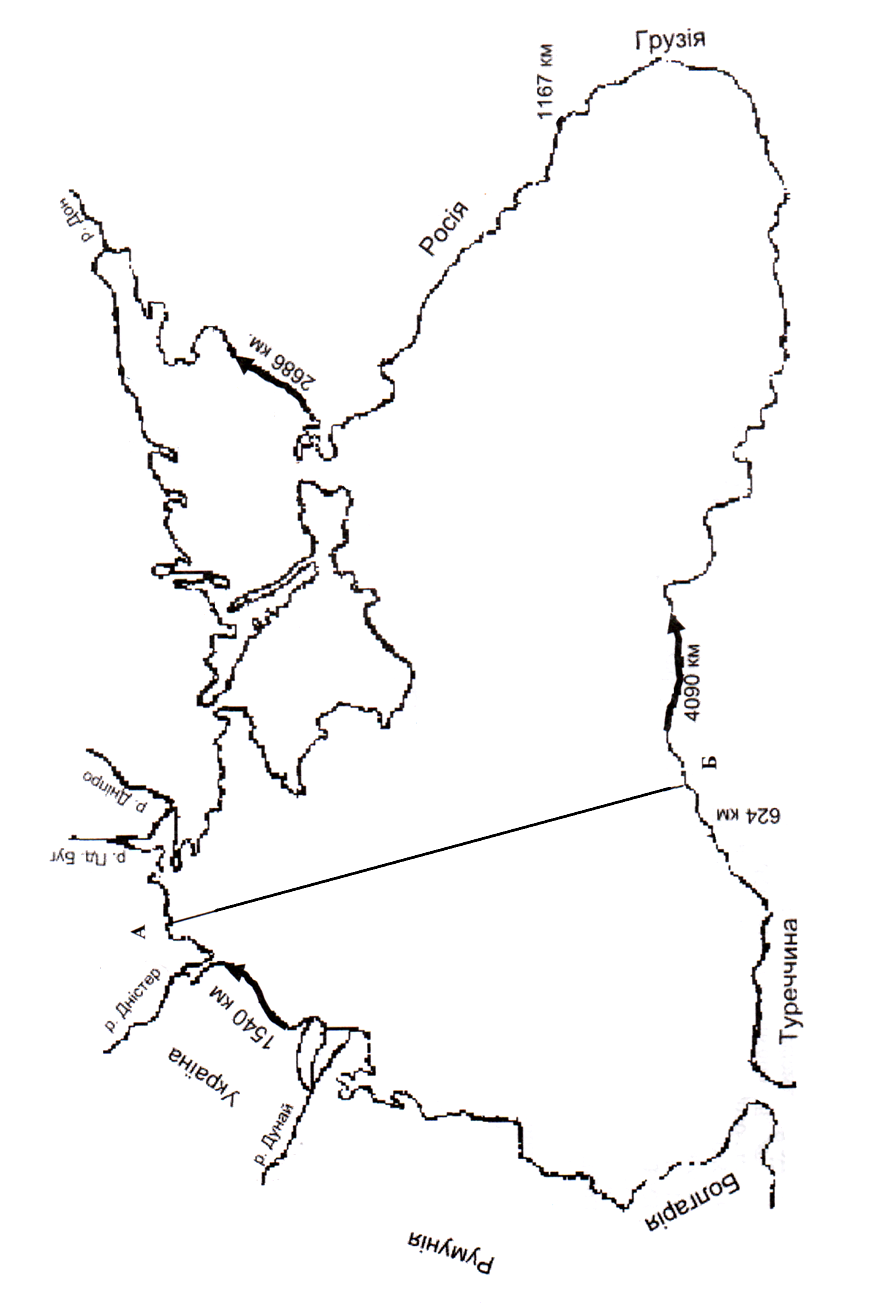 Грузія
1167 км
р. Дон
Росія
2686 км.
р. Дніпро
р. Пд. Буг
А
р. Дністер
1540 км
Україна
р. Дунай
4090 км
Б
624 км
Туреччина
Болгарія
Румунія